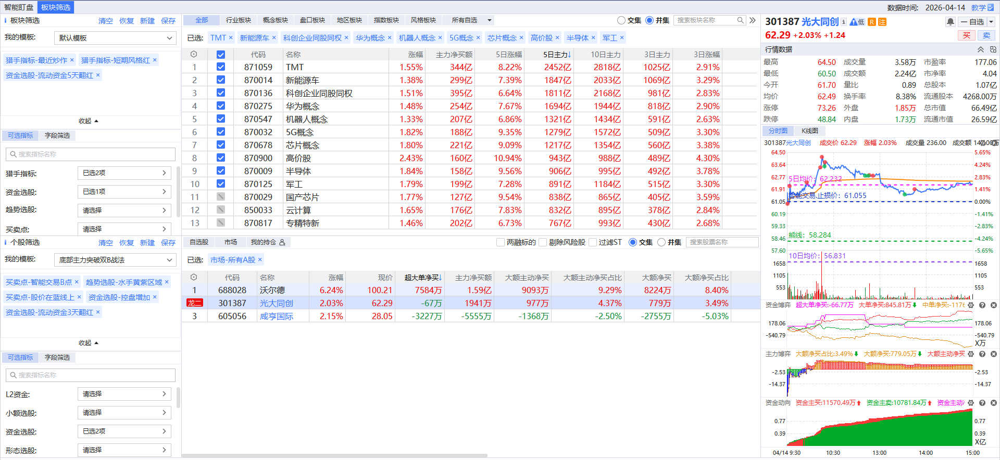 智能盯盘 板块筛选 数据时间: 2026-04-14 教学
板块筛选 清空 恢复 新建 保存
我的模板: 默认模板
猎手指标-最近炒作 × 猎手指标-短期风格红 ×
资金选股-流动资金5天翻红 ×
收起
可选指标 字段筛选
搜索指标名称
猎手指标: 已选2项
资金选股: 已选1项
趋势选股: 请选择
买卖点: 请选择
个股筛选 清空 恢复 新建 保存
我的模板: 底部主力突破双B战法
买卖点-智能交易B点 × 趋势选股-水手黄紫区域 ×
买卖点-股价在蓝线上 × 资金选股-控盘增加 ×
资金选股-流动资金3天翻红 ×
收起
可选指标 字段筛选
搜索指标名称
L2资金: 请选择
小额选股: 请选择
资金选股: 已选2项
形态选股: 请选择
全部 行业板块 概念板块 盘口板块 地区板块 指数板块 风格板块 所有自选 交集 并集 搜索板块名称
已选: TMT × 新能源车 × 科创企业同股同权 × 华为概念 × 机器人概念 × 5G概念 × 芯片概念 × 高价股 × 半导体 × 军工 ×
代码 名称 涨幅 主力净买额 5日涨幅 5日主力↓ 10日主力 3日主力 3日涨幅
1 871059 TMT 1.55% 344亿 8.22% 2452亿 2818亿 1025亿 2.91%
2 870014 新能源车 1.38% 299亿 7.39% 1847亿 2033亿 1069亿 3.29%
3 870136 科创企业同股同权 1.51% 395亿 6.64% 1811亿 2168亿 981亿 2.83%
4 870275 华为概念 1.48% 254亿 7.67% 1694亿 1944亿 818亿 2.90%
5 870547 机器人概念 1.33% 207亿 6.86% 1321亿 1434亿 591亿 2.63%
6 870032 5G概念 1.82% 188亿 9.35% 1279亿 1572亿 509亿 3.30%
7 870678 芯片概念 1.80% 221亿 9.09% 1217亿 1354亿 560亿 3.38%
8 870900 高价股 2.43% 160亿 10.94% 943亿 988亿 489亿 4.30%
9 870009 半导体 1.84% 158亿 9.56% 906亿 995亿 492亿 3.78%
10 870125 军工 1.79% 199亿 7.28% 891亿 1184亿 515亿 3.30%
11 870029 国产芯片 1.77% 127亿 9.54% 838亿 865亿 405亿 3.59%
12 850033 云计算 1.65% 176亿 7.83% 832亿 895亿 378亿 2.84%
13 870817 专精特新 1.46% 202亿 6.73% 767亿 993亿 430亿 2.68%
自选股 市场 我的持仓 两融标的 剔除风险股 过滤ST 交集 并集 搜索股票名称
已选: 市场-所有A股 ×
代码 名称 涨幅 现价 超大单净买↓ 主力净买额 大额主动净买 大额主动净买占比 大额净买 大额净买占比
1 688028 沃尔德 6.24% 100.21 7584万 1.59亿 9093万 9.29% 8224万 8.40%
龙二 301387 光大同创 2.03% 62.29 -67万 1941万 977万 4.37% 779万 3.49%
3 605056 咸亨国际 2.15% 28.05 -3227万 -5555万 -1368万 -2.50% -2755万 -5.03%
301387 光大同创 低 R 注 自选
62.29 +2.03% +1.24 买 卖
行情数据
最高 64.50 成交量 3.58万 市盈率 177.06
最低 60.50 成交额 2.24亿 市净率 4.04
今开 61.70 量比 0.89 总股本 1.07亿
均价 62.49 换手率 8.38% 流通股本 4268.00万
涨停 73.26 外盘 1.85万 总市值 66.49亿
跌停 48.84 内盘 1.73万 流通市值 26.59亿
分时图 K线图
301387光大同创 成交价 62.29 涨幅 2.03% 成交量 236.00 成交额
64.50 5.65%
63.64 4.24%
62.77 5日均价: 62.232 2.83%
61.91 1.41%
61.05 智能交易.止损价: 61.055 0.00%
60.19 -1.41%
59.33 -2.83%
58.46 能线: 58.284 -4.24%
57.60 10日均价: 56.831 -5.65%
1658 1658
1105 1105
553 553
资金博弈 超大单净买:-66.77万 大单净买:845.81万 中单净买:
178.06 178.06
-540.79 -540.79
X万
主力博弈 大额净买占比:3.49% 大额净买:779.05万 大额主动净买
-2.53 -2.53
-14.37 -14.37
资金动向 资金主买:11570.49万 资金主卖:10781.84万 资金主动
0.77 0.77
0.39 0.39
X亿
04/14 9:30 10:30 13:00 14:00 15:00